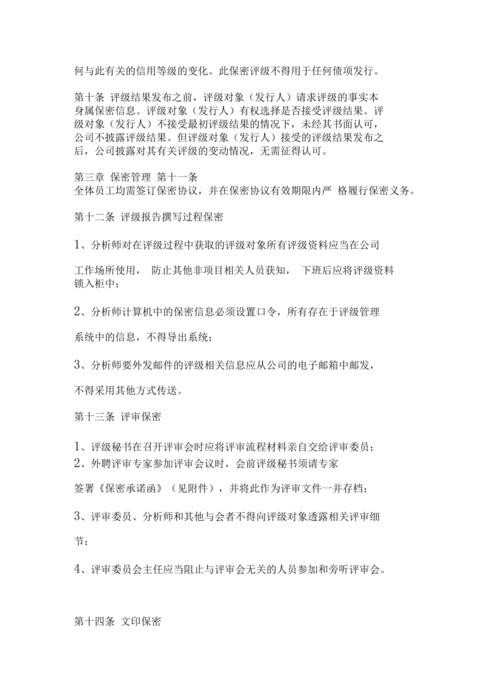 何与此有关的信用等级的变化。此保密评级不得用于任何债项发行。
第十条 评级结果发布之前，评级对象（发行人）请求评级的事实本
身属保密信息。评级对象（发行人）有权选择是否接受评级结果。评
级对象（发行人）不接受最初评级结果的情况下，未经其书面认可，
公司不披露评级结果。但评级对象（发行人）接受的评级结果发布之
后，公司披露对其有关评级的变动情况，无需征得认可。
第三章 保密管理 第十一条
全体员工均需签订保密协议，并在保密协议有效期限内严 格履行保密义务。
第十二条 评级报告撰写过程保密
1、分析师对在评级过程中获取的评级对象所有评级资料应当在公司
工作场所使用， 防止其他非项目相关人员获知， 下班后应将评级资料
锁入柜中；
2、分析师计算机中的保密信息必须设置口令，所有存在于评级管理
系统中的信息，不得导出系统；
3、分析师要外发邮件的评级相关信息应从公司的电子邮箱中邮发，
不得采用其他方式传送。
第十三条 评审保密
1、评级秘书在召开评审会时应将评审流程材料亲自交给评审委员；
2、外聘评审专家参加评审会议时，会前评级秘书须请专家
签署《保密承诺函》（见附件），并将此作为评审文件一并存档；
3、评审委员、分析师和其他与会者不得向评级对象透露相关评审细
节；
4、评审委员会主任应当阻止与评审会无关的人员参加和旁听评审会。
第十四条 文印保密